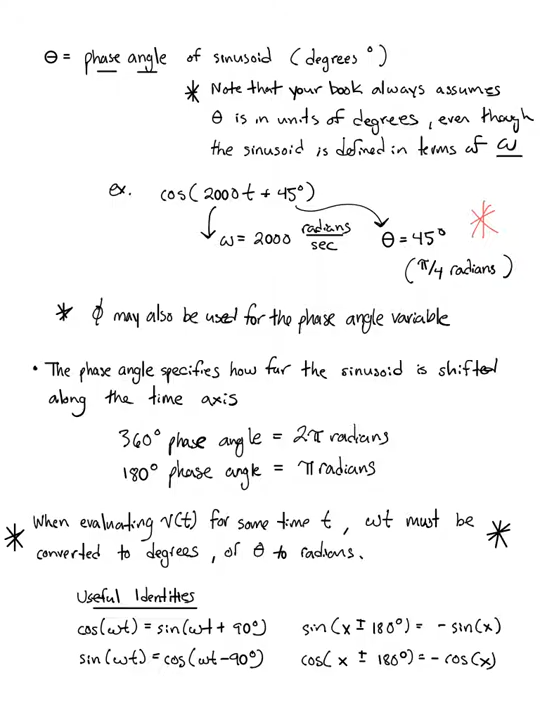 θ = phase angle of sinusoid (degrees °)
* Note that your book always assumes
θ is in units of degrees, even though
the sinusoid is defined in terms of ω
ex. cos(2000t + 45°)
ω = 2000 radians/sec θ = 45° *
(π/4 radians)
* φ may also be used for the phase angle variable
• The phase angle specifies how far the sinusoid is shifted
along the time axis
360° phase angle = 2π radians
180° phase angle = π radians
* When evaluating V(t) for some time t, ωt must be *
converted to degrees, or θ to radians.
Useful Identities
cos(ωt) = sin(ωt + 90°) sin(x ± 180°) = - sin(x)
sin(ωt) = cos(ωt - 90°) cos(x ± 180°) = - cos(x)